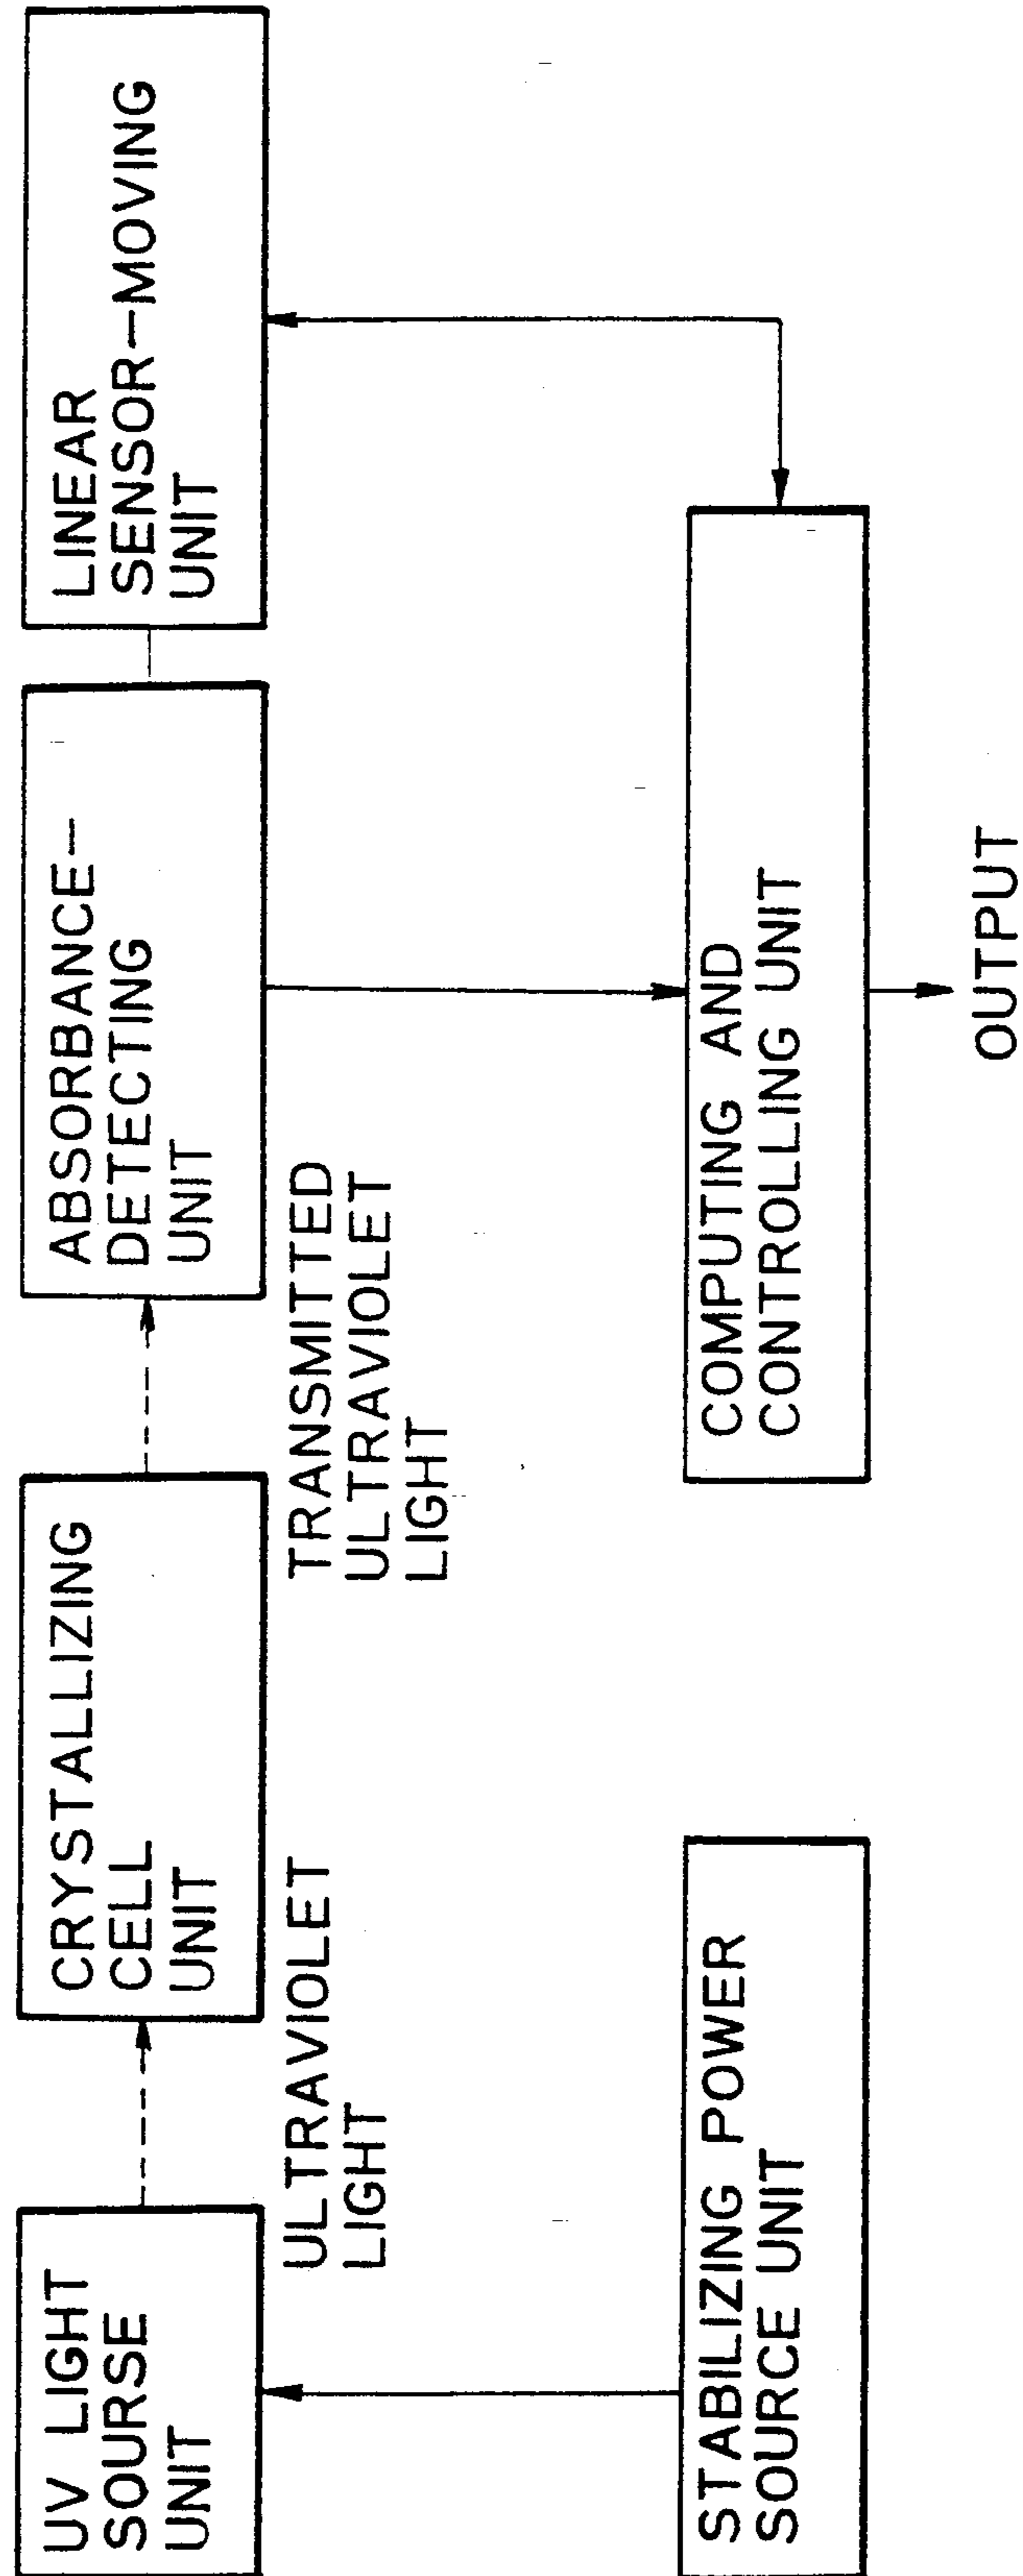 UV LIGHT
SOURSE
UNIT
CRYSTALLIZING
CELL
UNIT
ABSORBANCE-
DETECTING
UNIT
LINEAR
SENSOR-MOVING
UNIT
ULTRAVIOLET
LIGHT
TRANSMITTED
ULTRAVIOLET
LIGHT
STABILIZING POWER
SOURCE UNIT
COMPUTING AND
CONTROLLING UNIT
OUTPUT